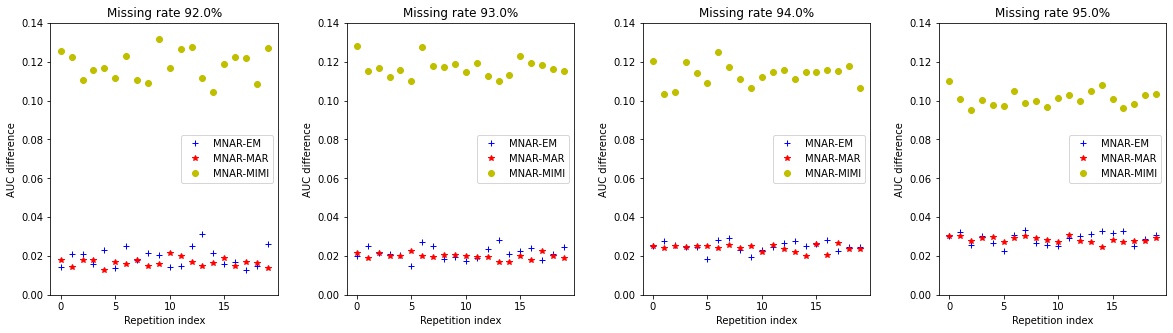 Missing rate 92.0%
AUC difference
0.14
0.12
0.10
0.08
0.06
0.04
0.02
0.00
MNAR-EM
MNAR-MAR
MNAR-MIMI
0 5 10 15
Repetition index
Missing rate 93.0%
AUC difference
0.14
0.12
0.10
0.08
0.06
0.04
0.02
0.00
MNAR-EM
MNAR-MAR
MNAR-MIMI
0 5 10 15
Repetition index
Missing rate 94.0%
AUC difference
0.14
0.12
0.10
0.08
0.06
0.04
0.02
0.00
MNAR-EM
MNAR-MAR
MNAR-MIMI
0 5 10 15
Repetition index
Missing rate 95.0%
AUC difference
0.14
0.12
0.10
0.08
0.06
0.04
0.02
0.00
MNAR-EM
MNAR-MAR
MNAR-MIMI
0 5 10 15
Repetition index